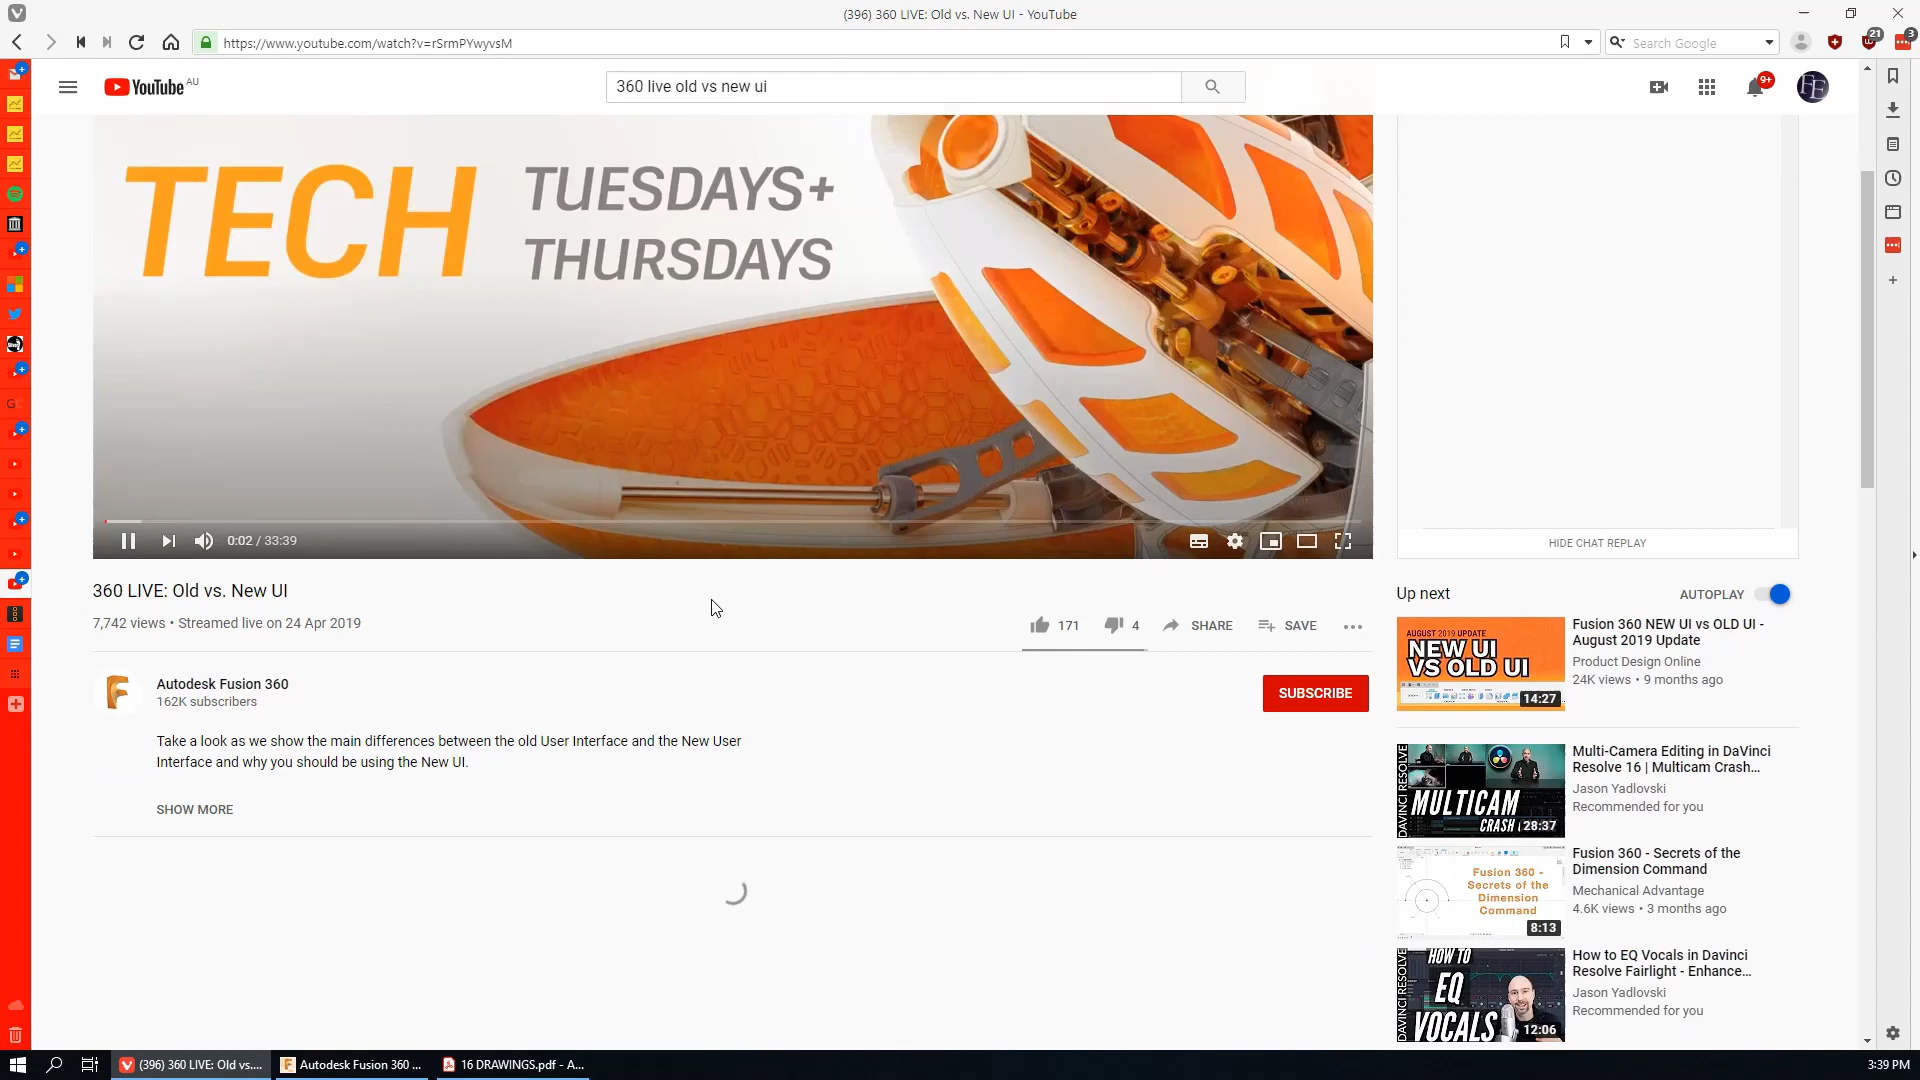 (396) 360 LIVE: Old vs. New UI - YouTube
https://www.youtube.com/watch?v=rSrmPYwyvsM
Search Google
21
3
YouTube AU
360 live old vs new ui
9+
FE
TECH TUESDAYS+
THURSDAYS
0:02 / 33:39
HIDE CHAT REPLAY
360 LIVE: Old vs. New UI
7,742 views • Streamed live on 24 Apr 2019
171
4
SHARE
SAVE
Autodesk Fusion 360
162K subscribers
SUBSCRIBE
Take a look as we show the main differences between the old User Interface and the New User
Interface and why you should be using the New UI.
SHOW MORE
Up next
AUTOPLAY
AUGUST 2019 UPDATE
NEW UI
VS OLD UI
14:27
Fusion 360 NEW UI vs OLD UI -
August 2019 Update
Product Design Online
24K views • 9 months ago
DAVINCI RESOLVE
MULTICAM
CRASH
28:37
Multi-Camera Editing in DaVinci
Resolve 16 | Multicam Crash...
Jason Yadlovski
Recommended for you
Fusion 360 -
Secrets of the
Dimension
Command
8:13
Fusion 360 - Secrets of the
Dimension Command
Mechanical Advantage
4.6K views • 3 months ago
DAVINCI RESOLVE
HOW TO
EQ
VOCALS
12:06
How to EQ Vocals in Davinci
Resolve Fairlight - Enhance...
Jason Yadlovski
Recommended for you
(396) 360 LIVE: Old vs....
Autodesk Fusion 360 ...
16 DRAWINGS.pdf - A...
3:39 PM